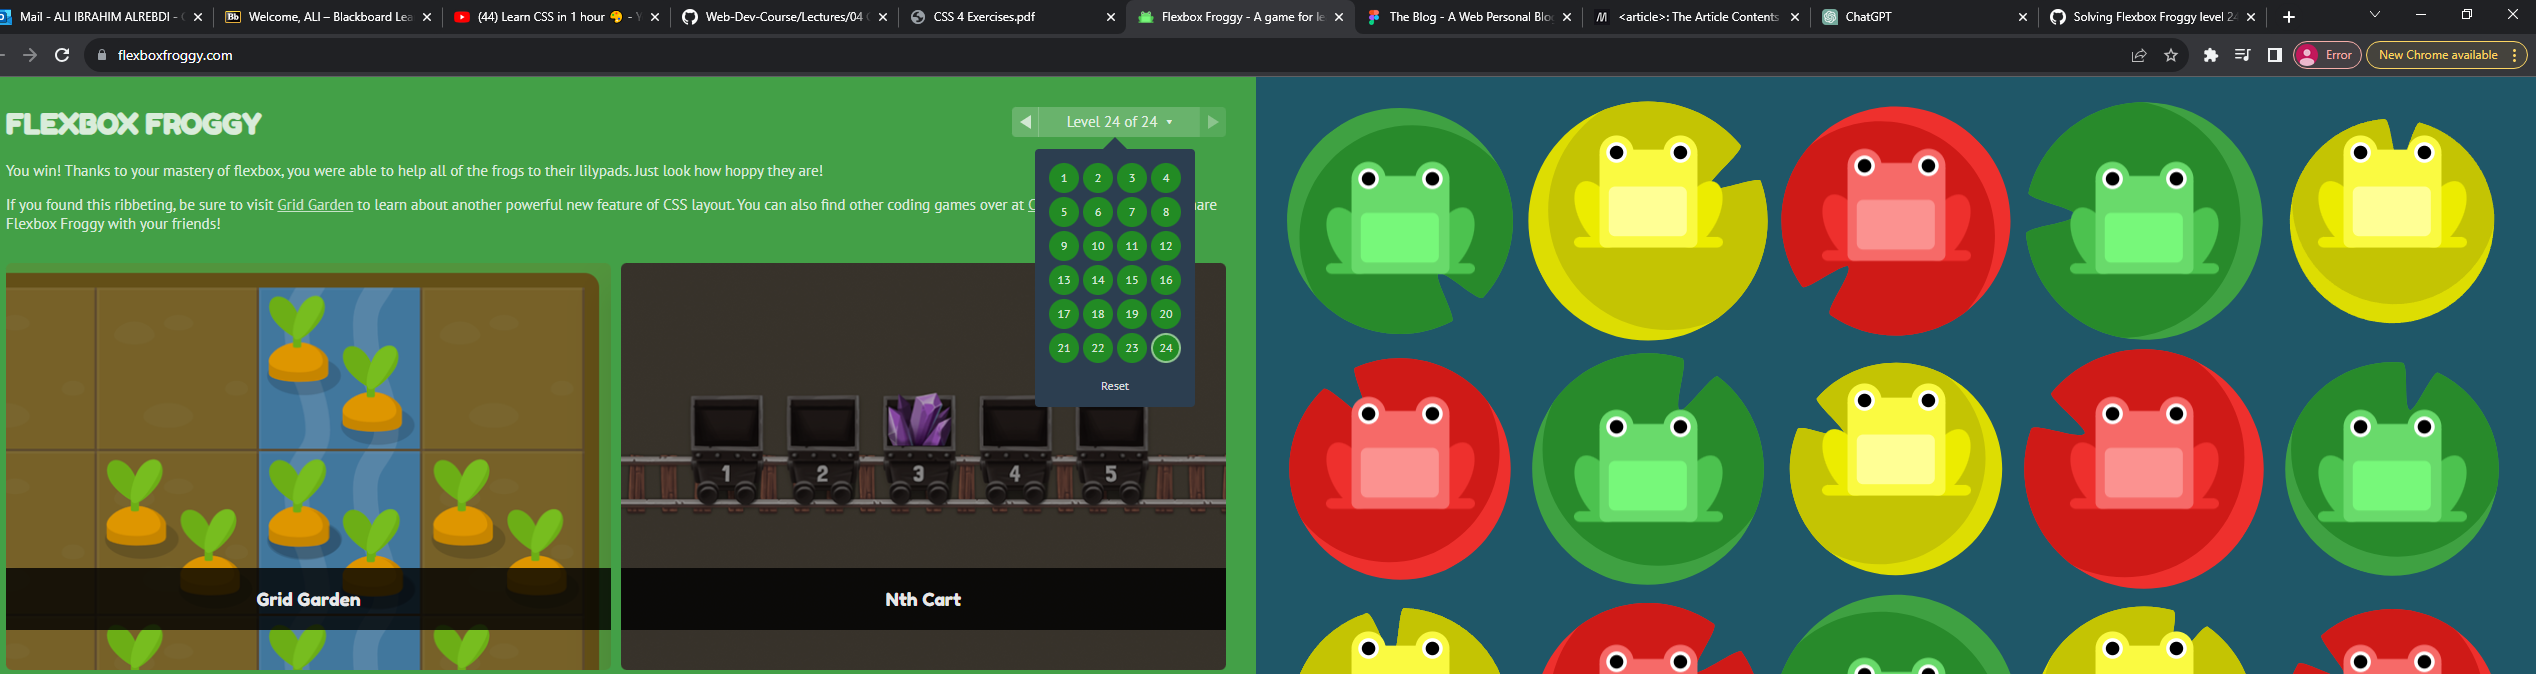 Mail - ALI IBRAHIM ALREBDI -
Bb Welcome, ALI – Blackboard Lea
(44) Learn CSS in 1 hour
Web-Dev-Course/Lectures/04
CSS 4 Exercises.pdf
Flexbox Froggy - A game for le
The Blog - A Web Personal Blo
<article>: The Article Contents
ChatGPT
Solving Flexbox Froggy level 24
flexboxfroggy.com
Error
New Chrome available
FLEXBOX FROGGY
Level 24 of 24
You win! Thanks to your mastery of flexbox, you were able to help all of the frogs to their lilypads. Just look how hoppy they are!
If you found this ribbeting, be sure to visit Grid Garden to learn about another powerful new feature of CSS layout. You can also find other coding games over at
Flexbox Froggy with your friends!
1 2 3 4
5 6 7 8
9 10 11 12
13 14 15 16
17 18 19 20
21 22 23 24
Reset
1 2 3 4 5
Grid Garden
Nth Cart